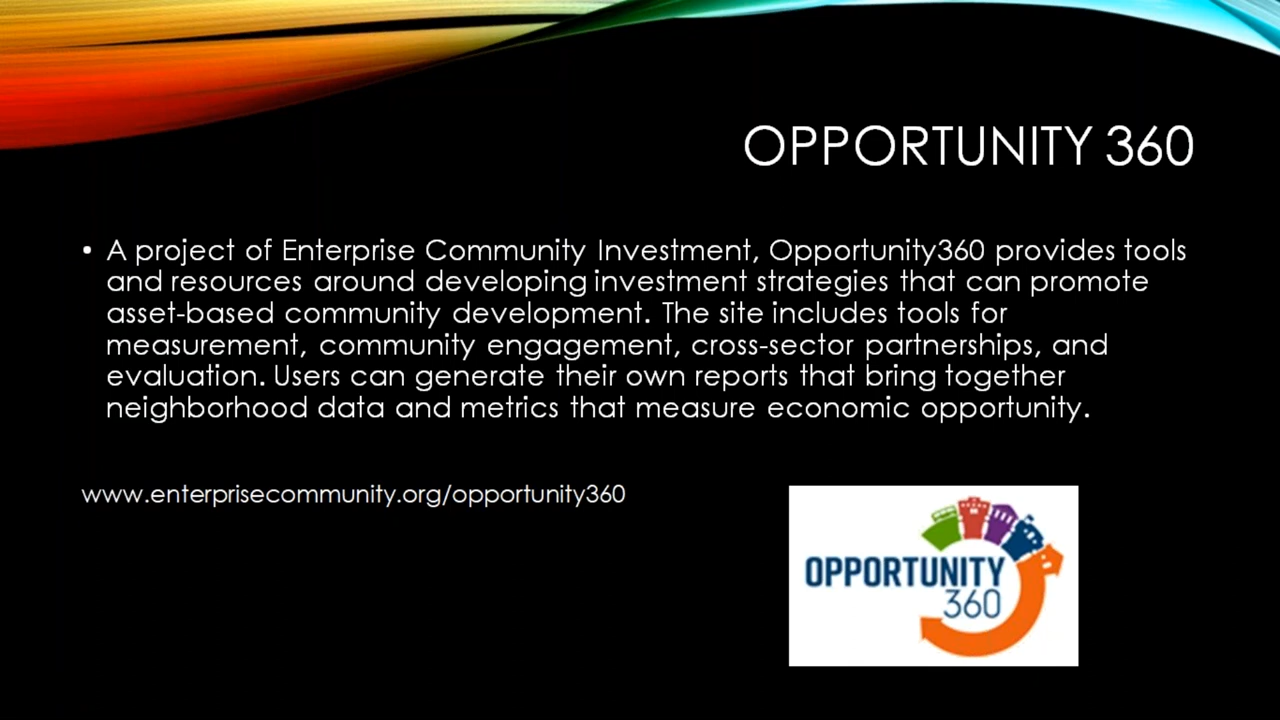 OPPORTUNITY 360
• A project of Enterprise Community Investment, Opportunity360 provides tools
and resources around developing investment strategies that can promote
asset-based community development. The site includes tools for
measurement, community engagement, cross-sector partnerships, and
evaluation. Users can generate their own reports that bring together
neighborhood data and metrics that measure economic opportunity.
www.enterprisecommunity.org/opportunity360
OPPORTUNITY
360